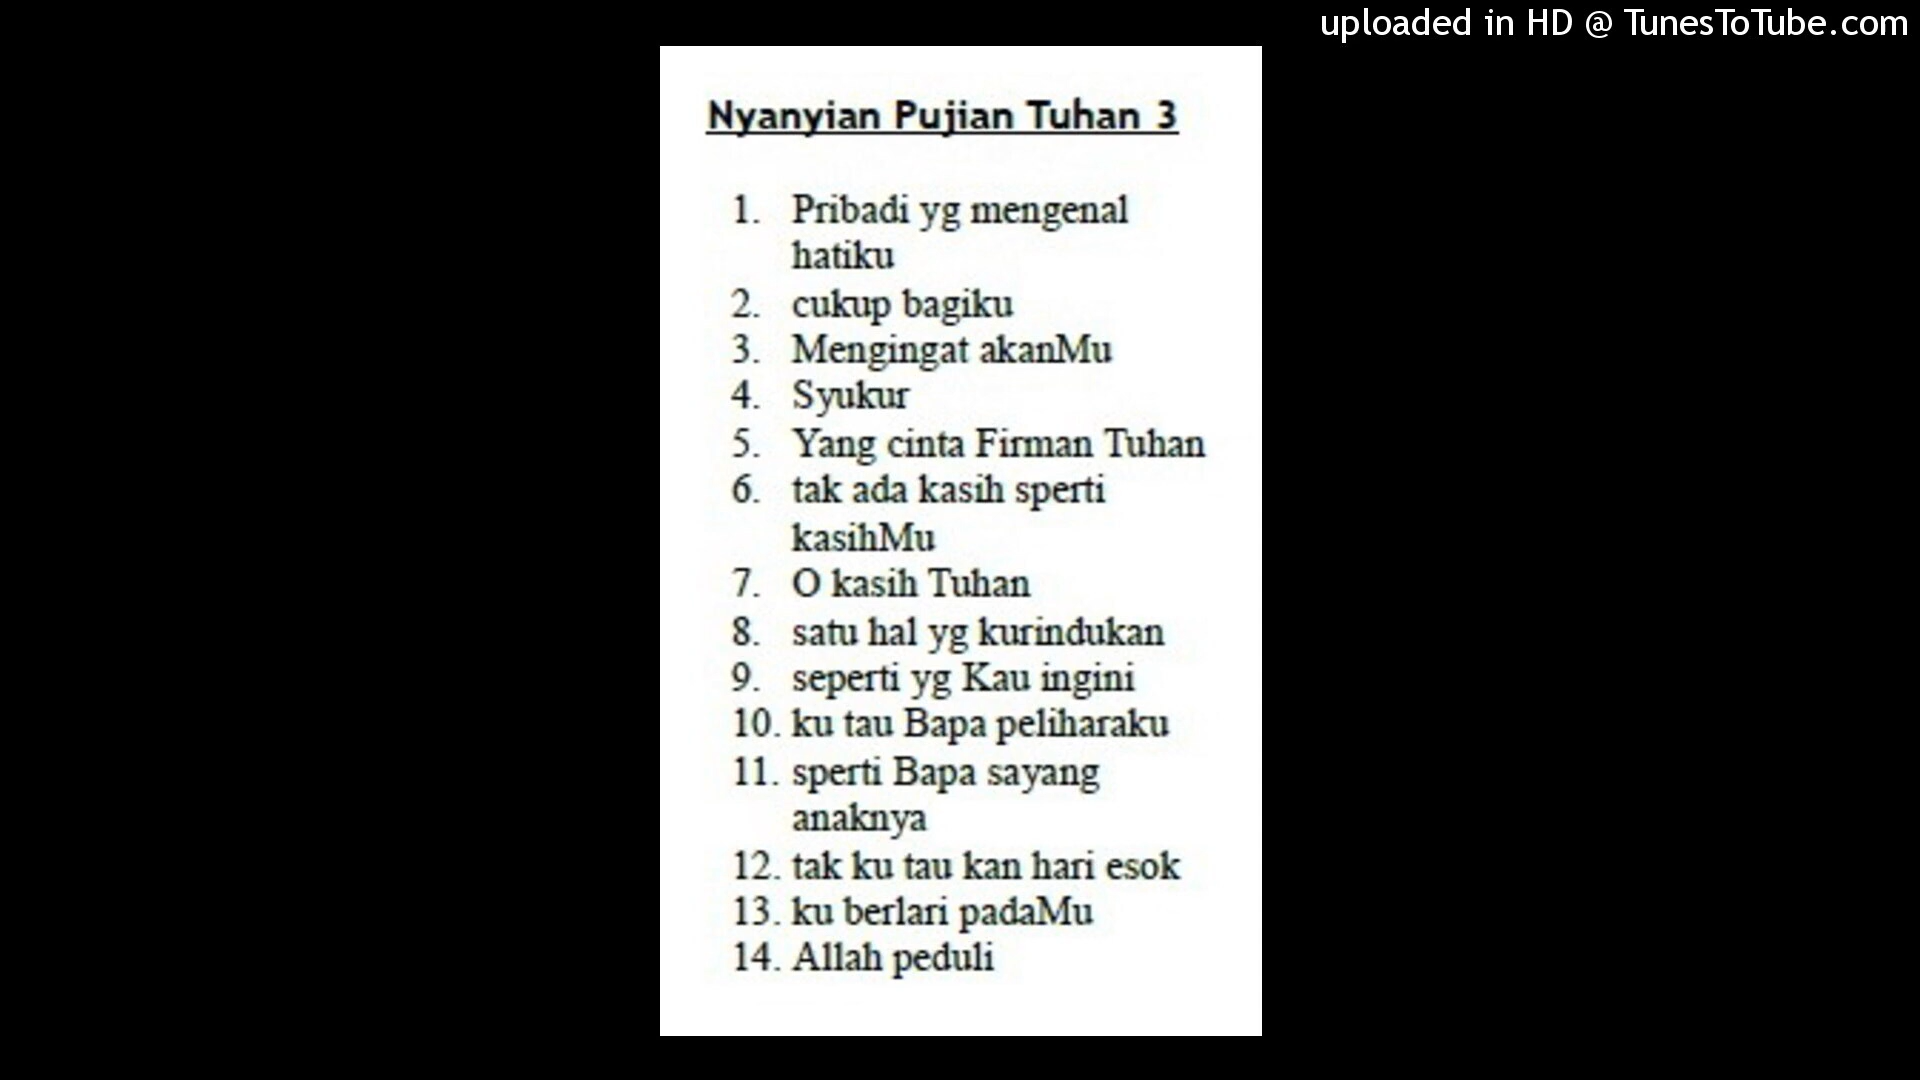 uploaded in HD @ TunesToTube.com
Nyanyian Pujian Tuhan 3
1. Pribadi yg mengenal
hatiku
2. cukup bagiku
3. Mengingat akanMu
4. Syukur
5. Yang cinta Firman Tuhan
6. tak ada kasih sperti
kasihMu
7. O kasih Tuhan
8. satu hal yg kurindukan
9. seperti yg Kau ingini
10. ku tau Bapa peliharaku
11. sperti Bapa sayang
anaknya
12. tak ku tau kan hari esok
13. ku berlari padaMu
14. Allah peduli